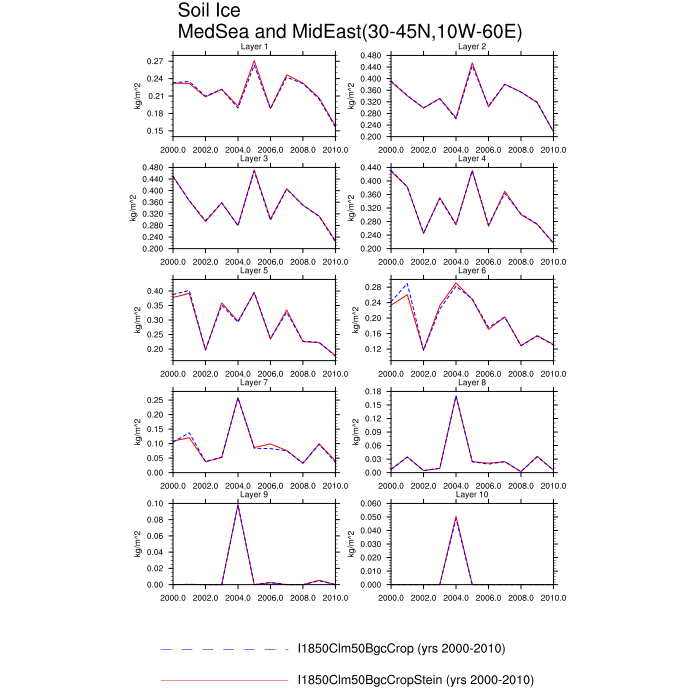 Soil Ice
MedSea and MidEast(30-45N,10W-60E)
Layer 1
kg/m^2
0.27
0.24
0.21
0.18
0.15
2000.0 2002.0 2004.0 2006.0 2008.0 2010.0
Layer 2
kg/m^2
0.480
0.440
0.400
0.360
0.320
0.280
0.240
0.200
2000.0 2002.0 2004.0 2006.0 2008.0 2010.0
Layer 3
kg/m^2
0.480
0.440
0.400
0.360
0.320
0.280
0.240
0.200
2000.0 2002.0 2004.0 2006.0 2008.0 2010.0
Layer 4
kg/m^2
0.440
0.400
0.360
0.320
0.280
0.240
0.200
2000.0 2002.0 2004.0 2006.0 2008.0 2010.0
Layer 5
kg/m^2
0.40
0.35
0.30
0.25
0.20
2000.0 2002.0 2004.0 2006.0 2008.0 2010.0
Layer 6
kg/m^2
0.28
0.24
0.20
0.16
0.12
2000.0 2002.0 2004.0 2006.0 2008.0 2010.0
Layer 7
kg/m^2
0.25
0.20
0.15
0.10
0.05
0.00
2000.0 2002.0 2004.0 2006.0 2008.0 2010.0
Layer 8
kg/m^2
0.18
0.15
0.12
0.09
0.06
0.03
0.00
2000.0 2002.0 2004.0 2006.0 2008.0 2010.0
Layer 9
kg/m^2
0.10
0.08
0.06
0.04
0.02
0.00
2000.0 2002.0 2004.0 2006.0 2008.0 2010.0
Layer 10
kg/m^2
0.060
0.050
0.040
0.030
0.020
0.010
0.000
2000.0 2002.0 2004.0 2006.0 2008.0 2010.0
I1850Clm50BgcCrop (yrs 2000-2010)
I1850Clm50BgcCropStein (yrs 2000-2010)